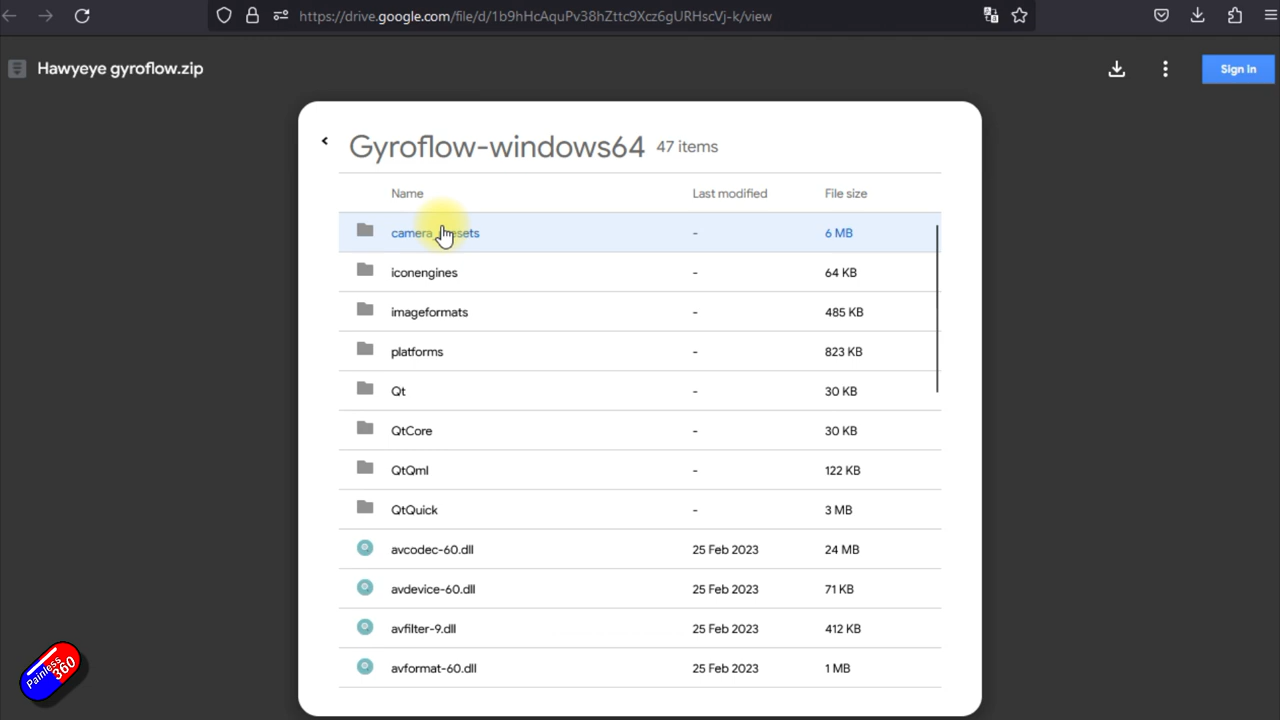 https://drive.google.com/file/d/1b9hHcAquPv38hZttc9Xcz6gURHscVj-k/view
Hawyeye gyroflow.zip
Sign in
Gyroflow-windows64 47 items
Name Last modified File size
camera_presets - 6 MB
iconengines - 64 KB
imageformats - 485 KB
platforms - 823 KB
Qt - 30 KB
QtCore - 30 KB
QtQml - 122 KB
QtQuick - 3 MB
avcodec-60.dll 25 Feb 2023 24 MB
avdevice-60.dll 25 Feb 2023 71 KB
avfilter-9.dll 25 Feb 2023 412 KB
avformat-60.dll 25 Feb 2023 1 MB
Painless
360